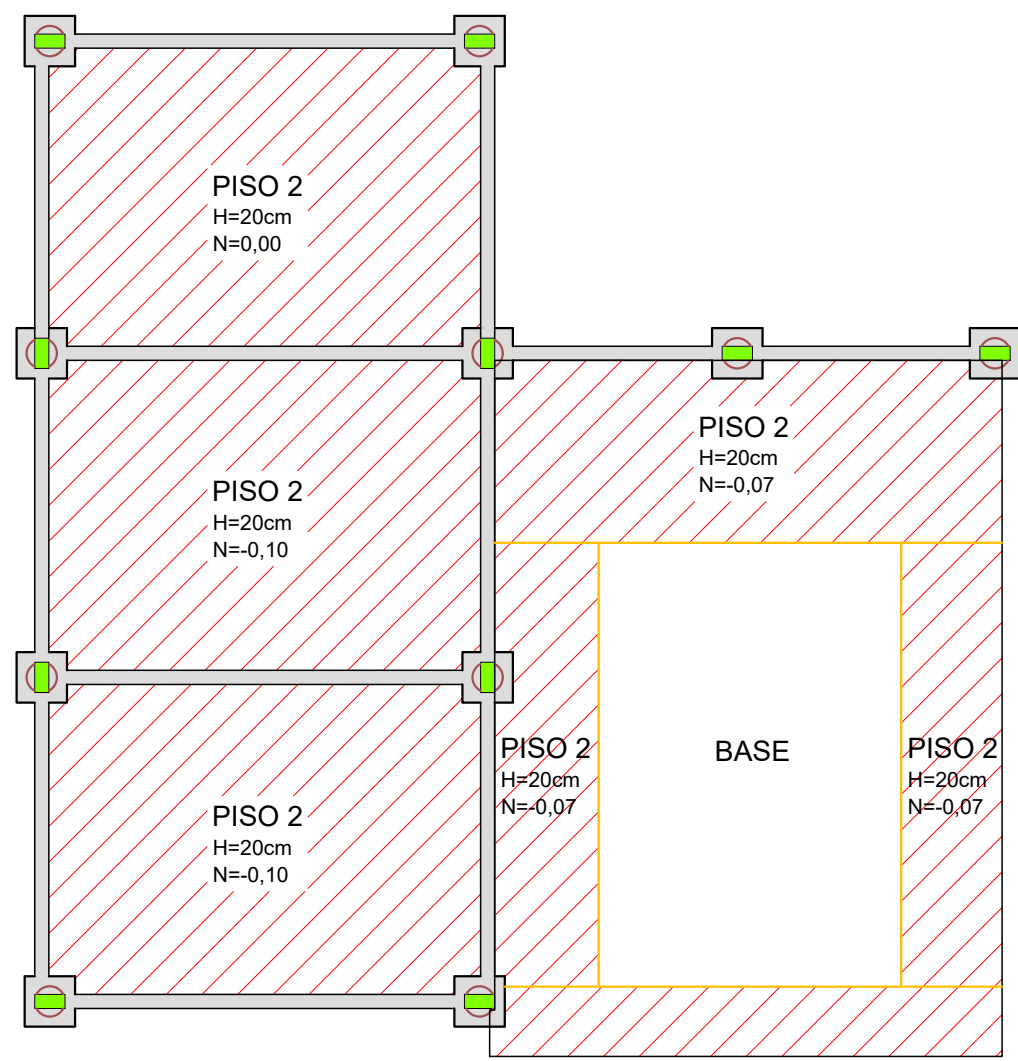 PISO 2
H=20cm
N=0,00
PISO 2
H=20cm
N=-0,07
PISO 2
H=20cm
N=-0,10
PISO 2
H=20cm
N=-0,07
BASE
PISO 2
H=20cm
N=-0,07
PISO 2
H=20cm
N=-0,10